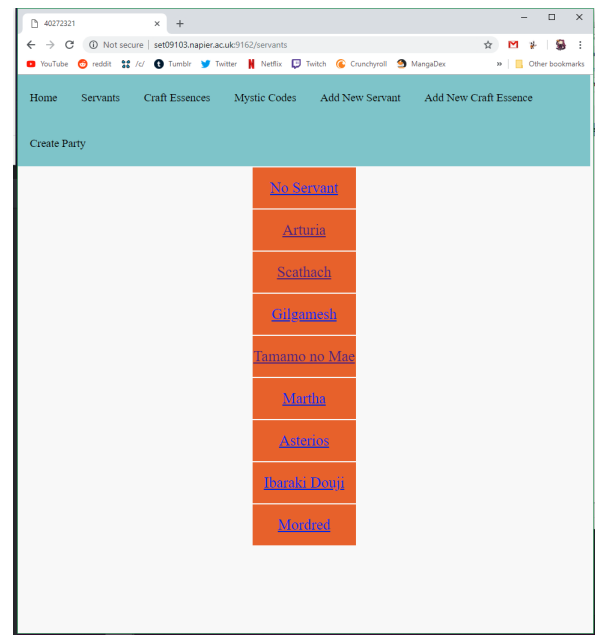 40272321
Not secure | set09103.napier.ac.uk:9162/servants
YouTube reddit /c/ Tumblr Twitter Netflix Twitch Crunchyroll MangaDex » Other bookmarks
Home Servants Craft Essences Mystic Codes Add New Servant Add New Craft Essence
Create Party
No Servant
Arturia
Scathach
Gilgamesh
Tamamo no Mae
Martha
Asterios
Ibaraki Douji
Mordred